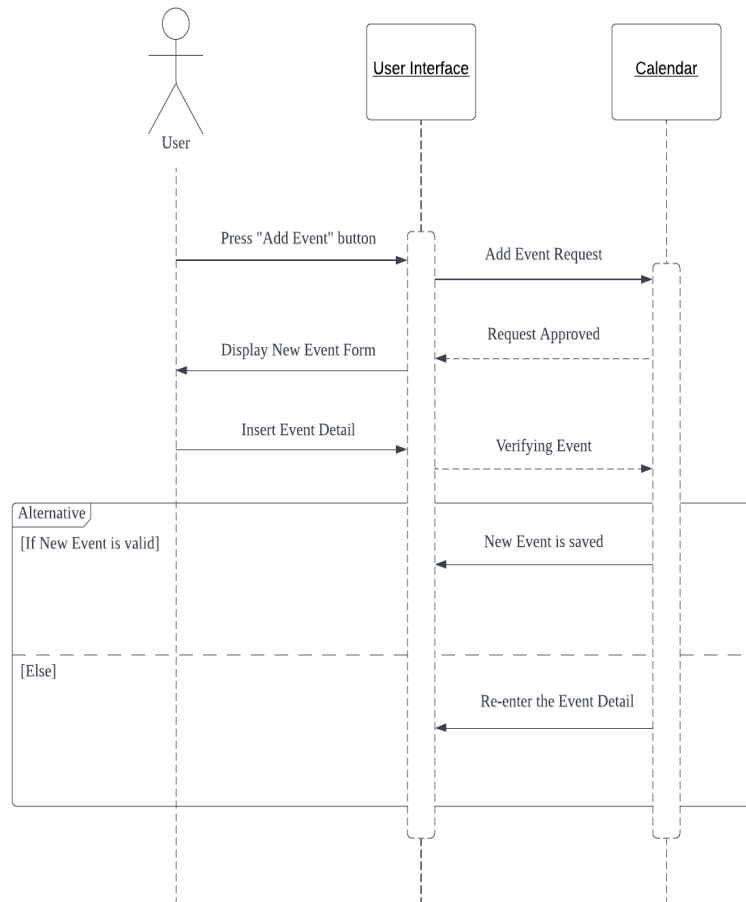 User Interface
Calendar
User
Press "Add Event" button
Add Event Request
Request Approved
Display New Event Form
Insert Event Detail
Verifying Event
Alternative
[If New Event is valid]
New Event is saved
[Else]
Re-enter the Event Detail